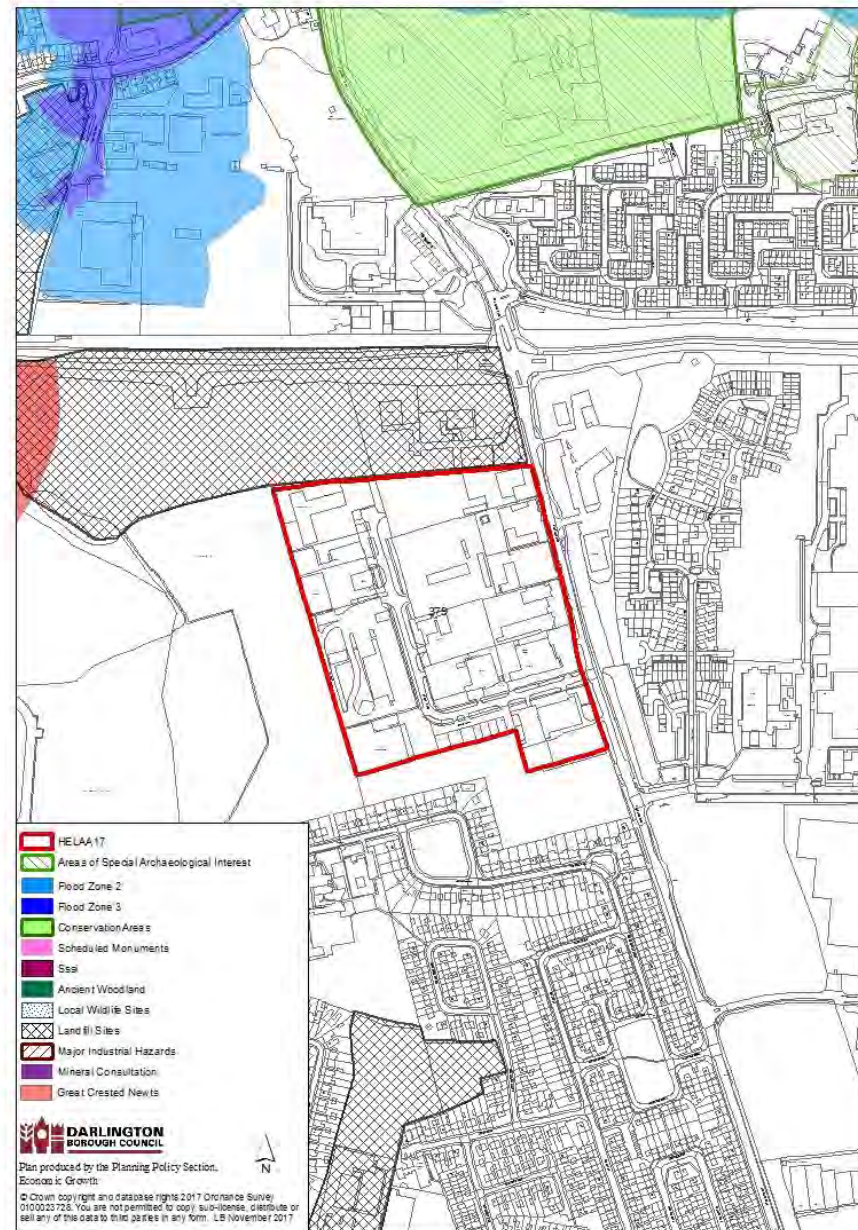 379
HELAA17
Areas of Special Archaeological Interest
Flood Zone 2
Flood Zone 3
Conservation Areas
Scheduled Monuments
Sssi
Ancient Woodland
Local Wildlife Sites
Landfill Sites
Major Industrial Hazards
Mineral Consultation
Great Crested Newts
DARLINGTON
BOROUGH COUNCIL
Plan produced by the Planning Policy Section,
Economic Growth
N
© Crown copyright and database rights 2017 Ordnance Survey
0100023728. You are not permitted to copy, sub-license, distribute or
sell any of this data to third parties in any form. LB November 2017